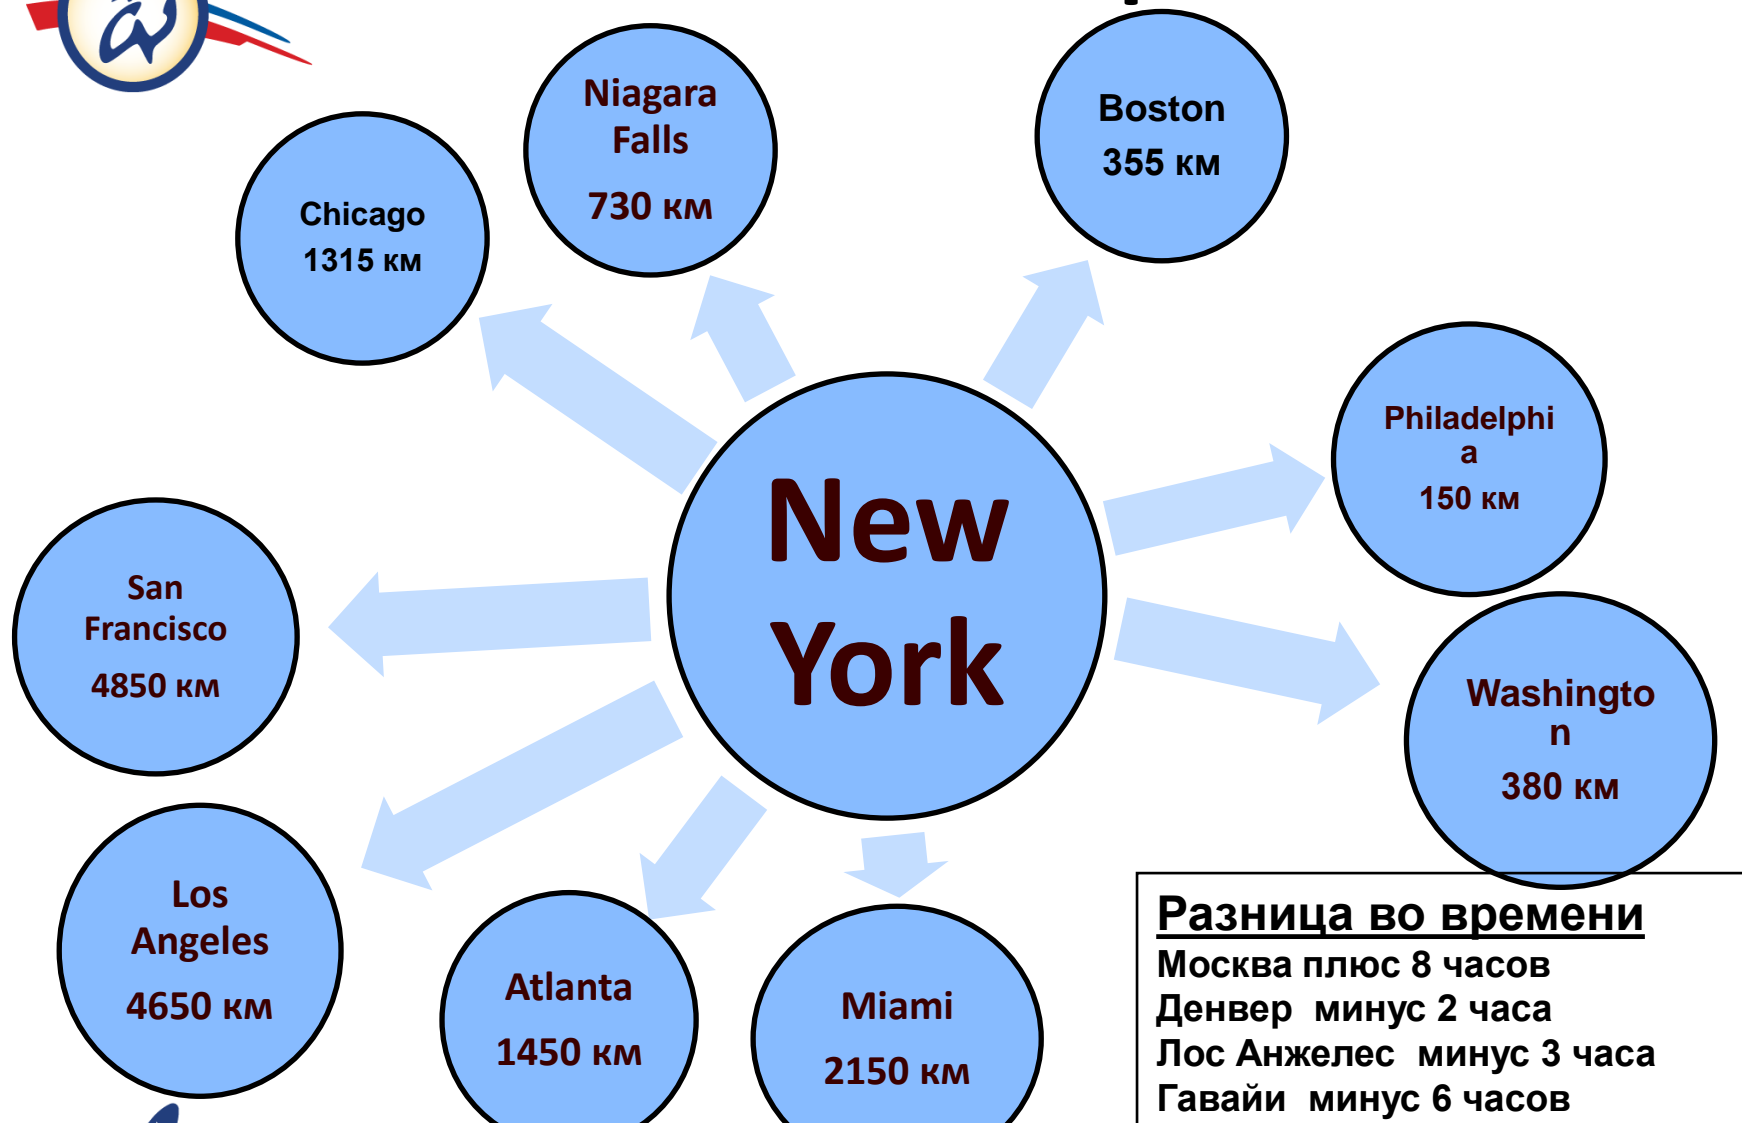 Niagara
Falls
730 км
Boston
355 км
Chicago
1315 км
Philadelphi
a
150 км
New
York
San
Francisco
4850 км
Washingto
n
380 км
Los
Angeles
4650 км
Atlanta
1450 км
Miami
2150 км
Разница во времени
Москва плюс 8 часов
Денвер минус 2 часа
Лос Анжелес минус 3 часа
Гавайи минус 6 часов